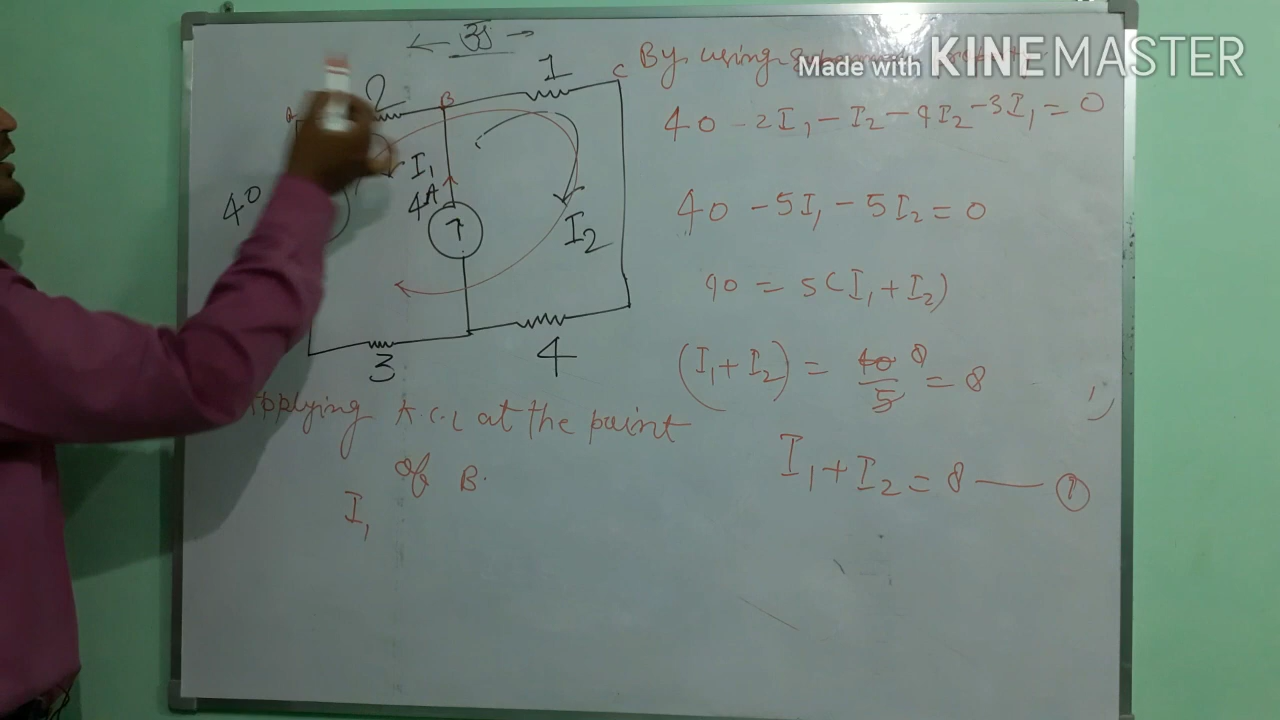 ← 35 →
By using
Made with KINEMASTER
40 - 2I₁ - I₂ - 4I₂ - 3I₁ = 0
40 - 5I₁ - 5I₂ = 0
40 = 5(I₁ + I₂)
(I₁ + I₂) = 40/5 8 = 8
I₁ + I₂ = 8 — ①
2
1
B
C
I₁
4A
↑
40
I₂
3
4
Applying K.C.L at the point
of B.
I₁